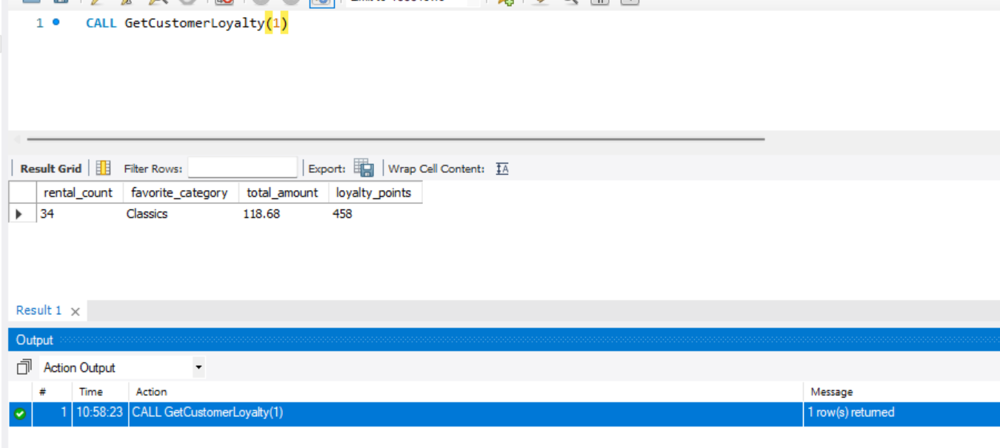 1 CALL GetCustomerLoyalty(1)
Result Grid Filter Rows: Export: Wrap Cell Content: IA
rental_count favorite_category total_amount loyalty_points
34 Classics 118.68 458
Result 1
Output
Action Output
# Time Action Message
1 10:58:23 CALL GetCustomerLoyalty(1) 1 row(s) returned